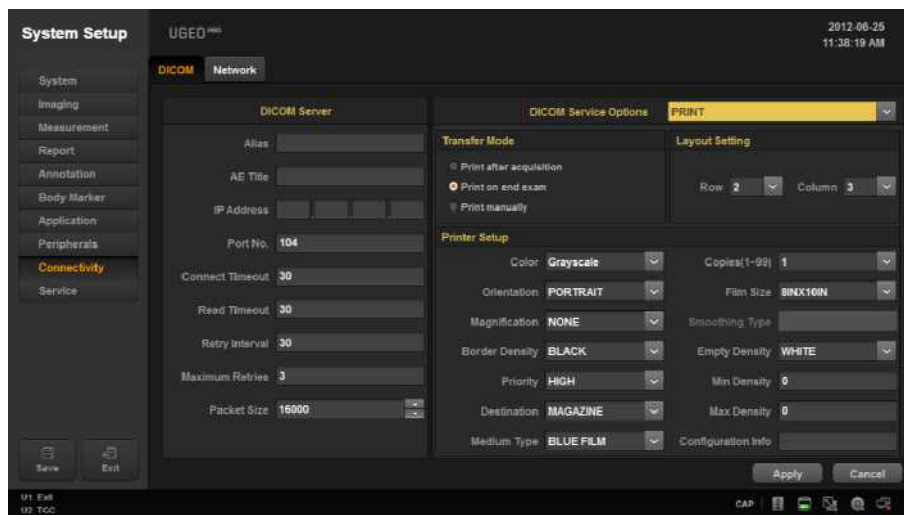 System Setup
UGEO H60
2012-06-25
11:38:19 AM
DICOM Network
System
Imaging
Measurement
Report
Annotation
Body Marker
Application
Peripherals
Connectivity
Service
Save Exit
DICOM Server
Alias
AE Title
IP Address
Port No. 104
Connect Timeout 30
Read Timeout 30
Retry Interval 30
Maximum Retries 3
Packet Size 16000
DICOM Service Options PRINT
Transfer Mode
Print after acquisition
Print on end exam
Print manually
Layout Setting
Row 2 Column 3
Printer Setup
Color Grayscale Copies(1~99) 1
Orientation PORTRAIT Film Size 8INX10IN
Magnification NONE Smoothing Type
Border Density BLACK Empty Density WHITE
Priority HIGH Min Density 0
Destination MAGAZINE Max Density 0
Medium Type BLUE FILM Configuration Info
Apply Cancel
U1 Exit
U2 TGC
CAP